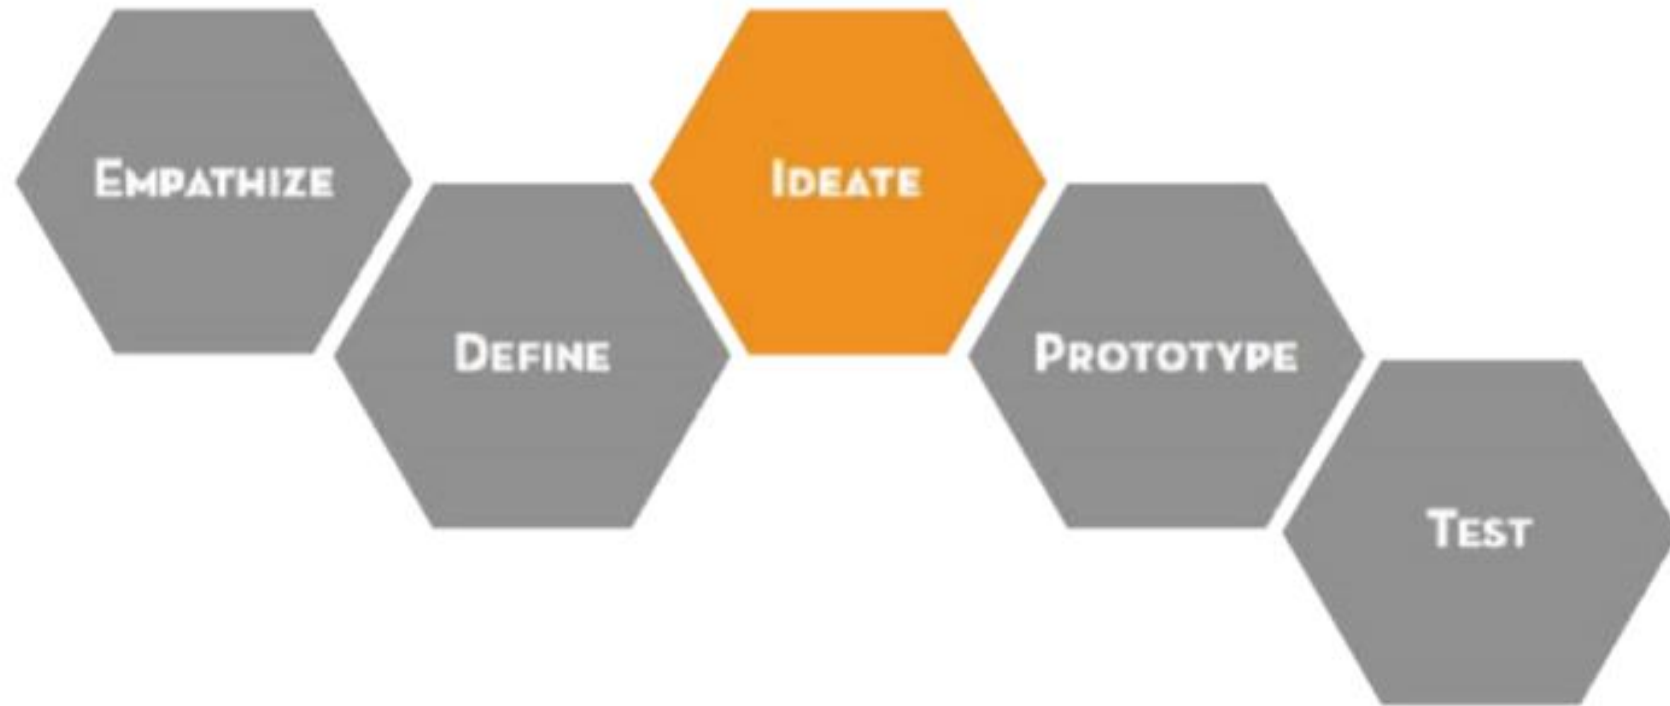 EMPATHIZE
DEFINE
IDEATE
PROTOTYPE
TEST